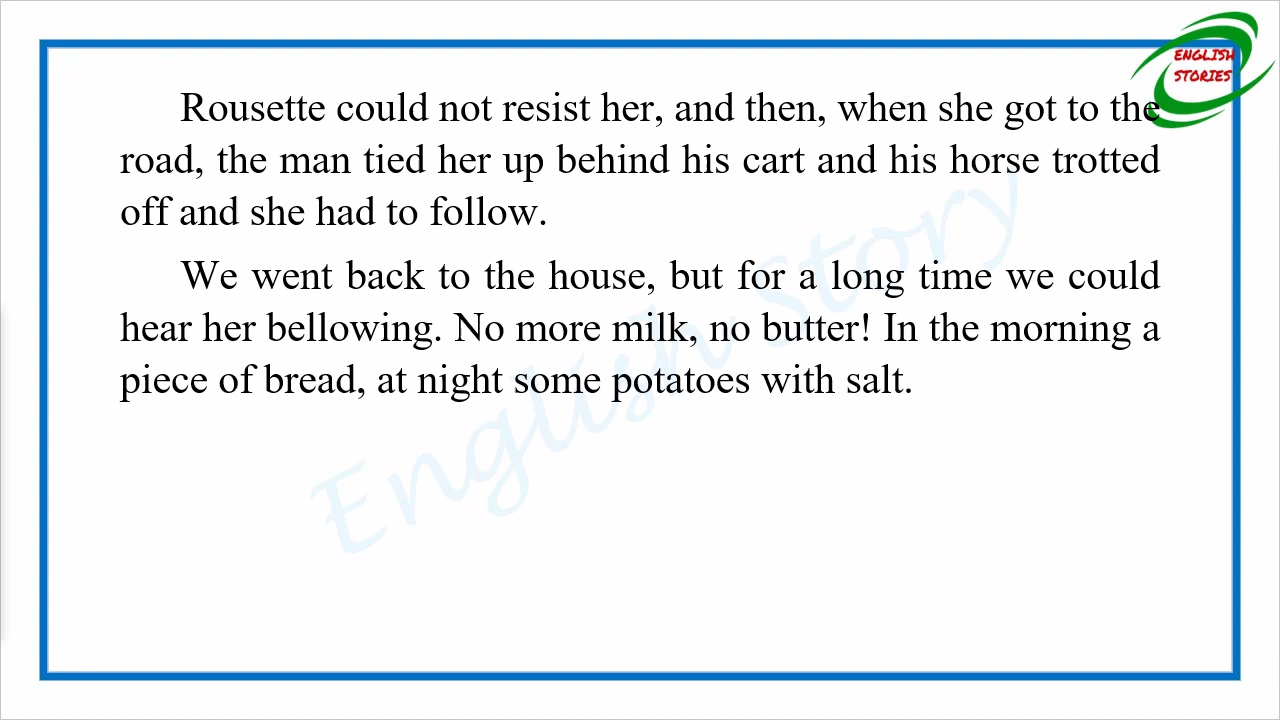 ENGLISH
STORIES
Rousette could not resist her, and then, when she got to the
road, the man tied her up behind his cart and his horse trotted
off and she had to follow.
We went back to the house, but for a long time we could
hear her bellowing. No more milk, no butter! In the morning a
piece of bread, at night some potatoes with salt.
English Story